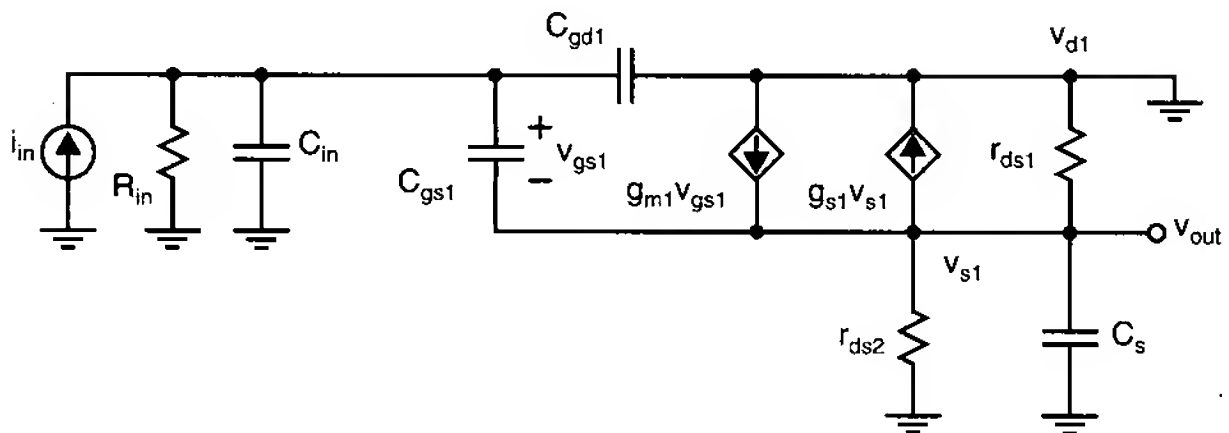 C_gd1
v_d1
i_in
R_in
C_in
C_gs1
+
v_gs1
−
g_m1v_gs1
g_s1v_s1
r_ds1
v_out
v_s1
r_ds2
C_s